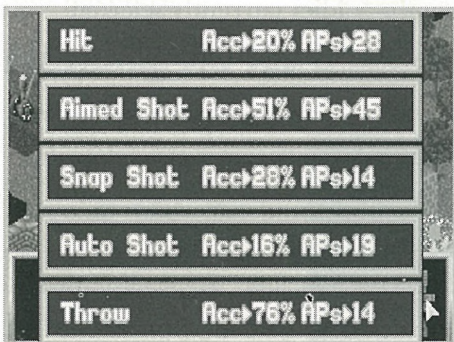 Hit Acc▶20% APs▶28
Aimed Shot Acc▶51% APs▶45
Snap Shot Acc▶28% APs▶14
Auto Shot Acc▶16% APs▶19
Throw Acc▶76% APs▶14